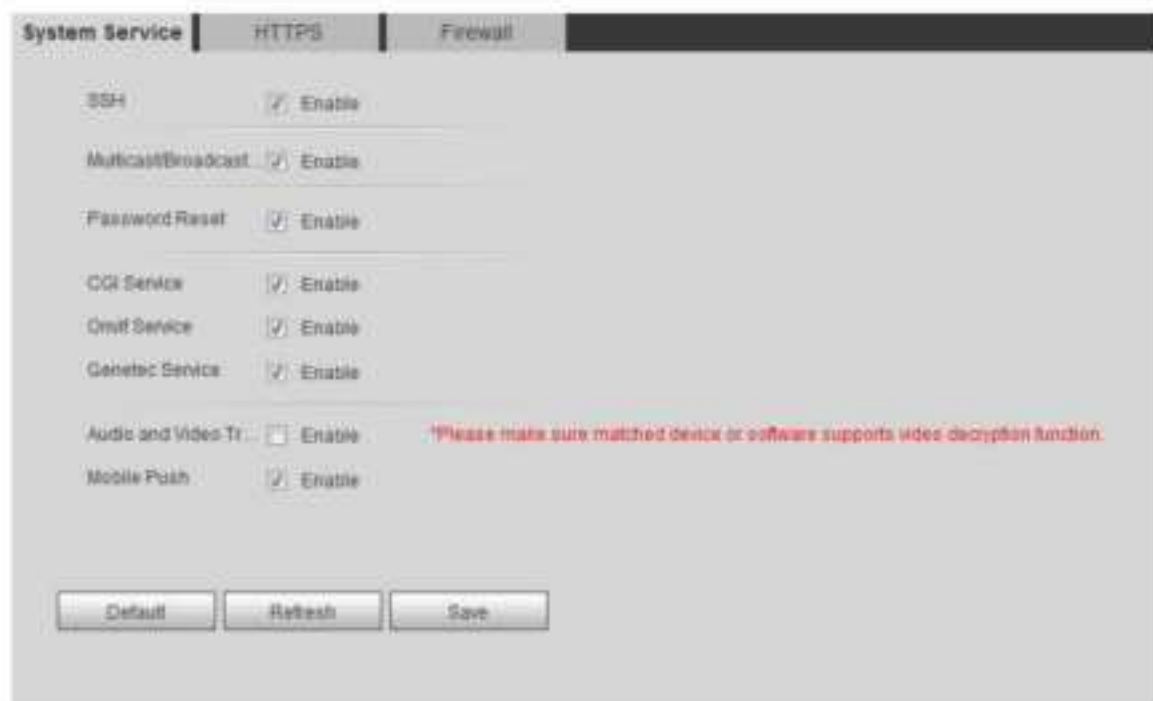 System Service HTTPS Firewall
SSH Enable
Multicast/Broadcast... Enable
Password Reset Enable
CGI Service Enable
Onvif Service Enable
Genetec Service Enable
Audio and Video Tr... Enable *Please make sure matched device or software supports video decryption function.
Mobile Push Enable
Default Refresh Save